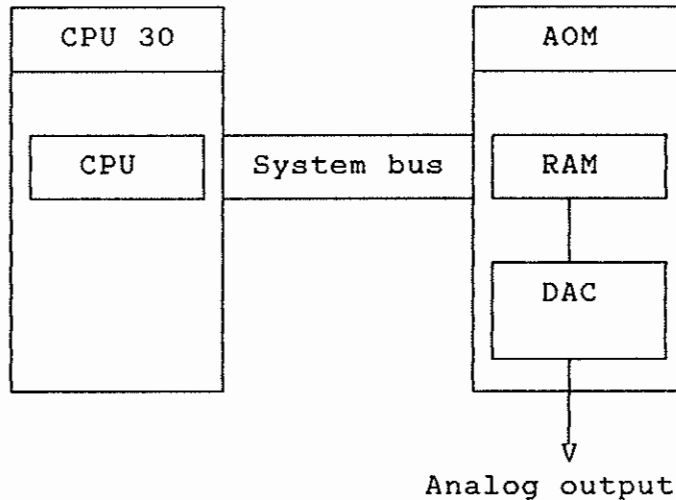 CPU 30
AOM
CPU
System bus
RAM
DAC
Analog output